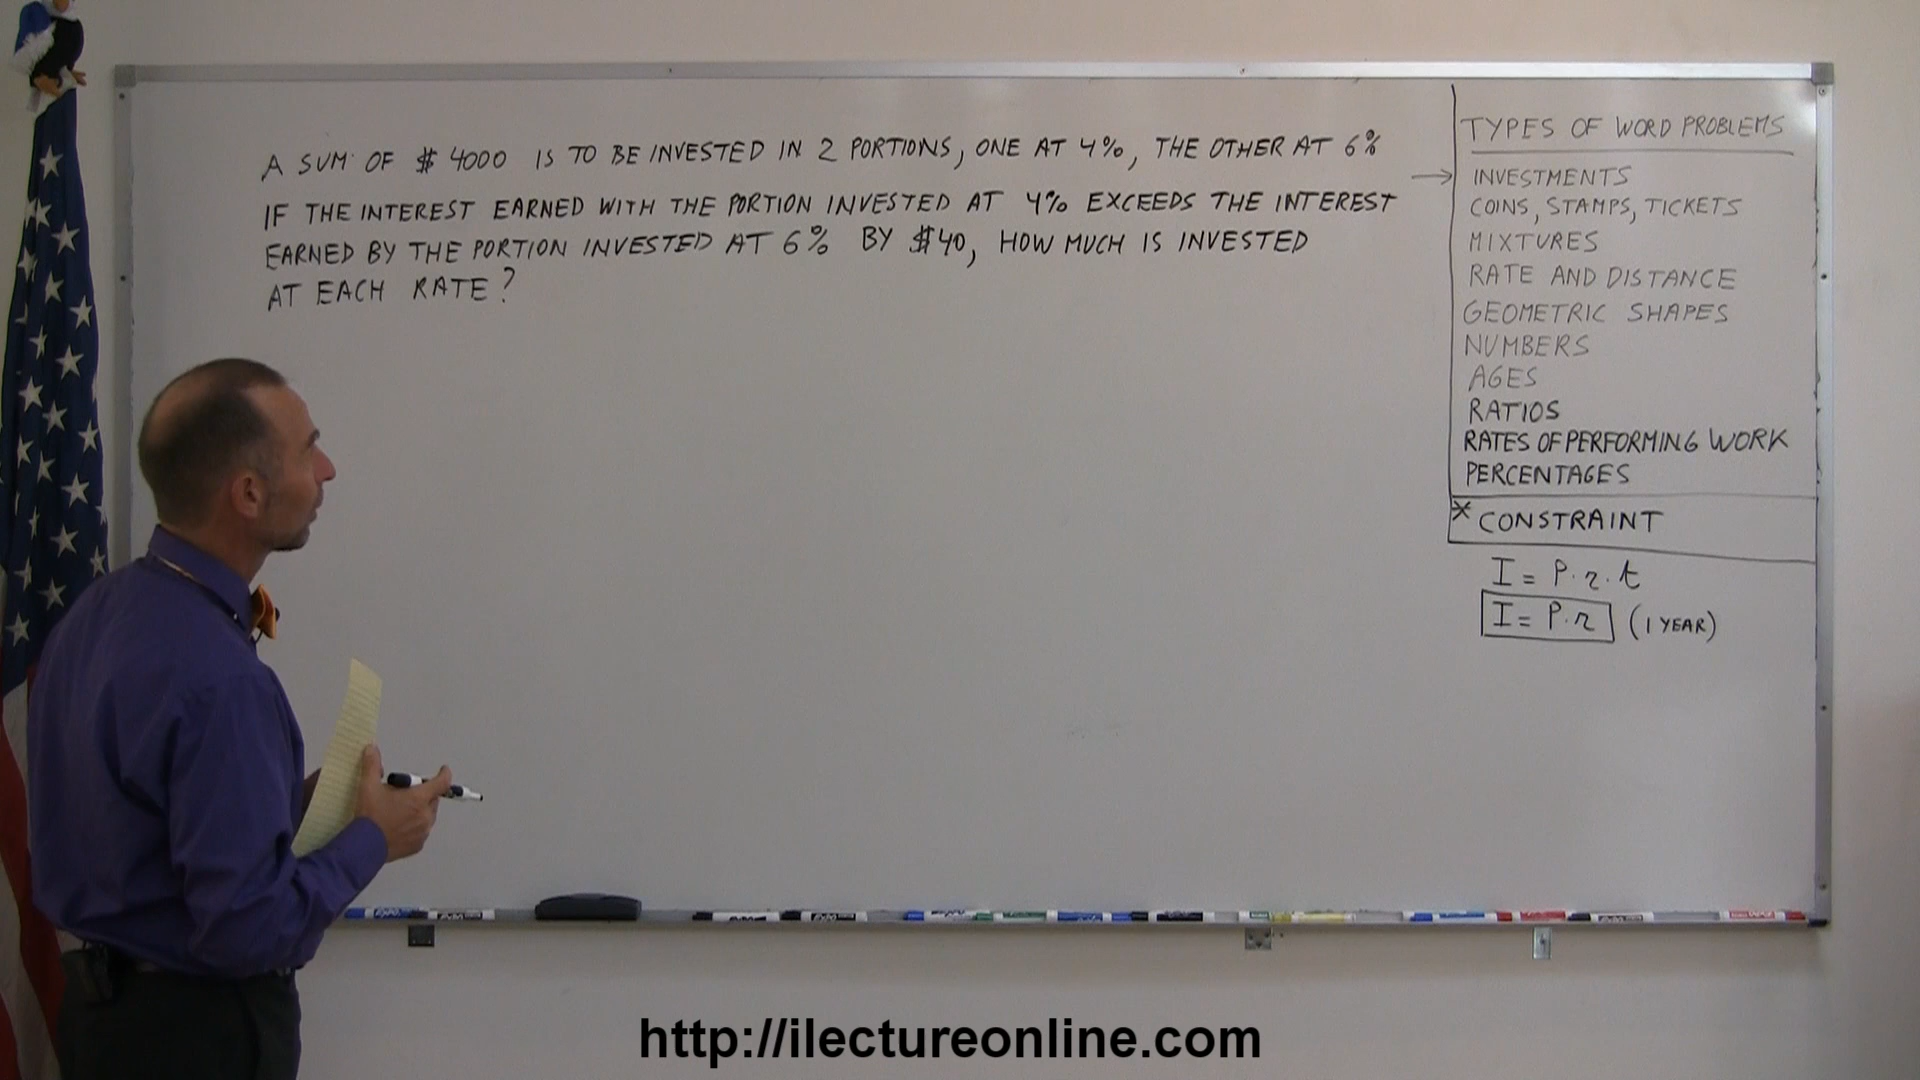 A SUM OF $ 4000 IS TO BE INVESTED IN 2 PORTIONS, ONE AT 4%, THE OTHER AT 6%
IF THE INTEREST EARNED WITH THE PORTION INVESTED AT 4% EXCEEDS THE INTEREST
EARNED BY THE PORTION INVESTED AT 6% BY $40, HOW MUCH IS INVESTED
AT EACH RATE?
TYPES OF WORD PROBLEMS
→ INVESTMENTS
COINS, STAMPS, TICKETS
MIXTURES
RATE AND DISTANCE
GEOMETRIC SHAPES
NUMBERS
AGES
RATIOS
RATES OF PERFORMING WORK
PERCENTAGES
* CONSTRAINT
I = P·r·t
I = P·r (1 YEAR)
http://ilectureonline.com